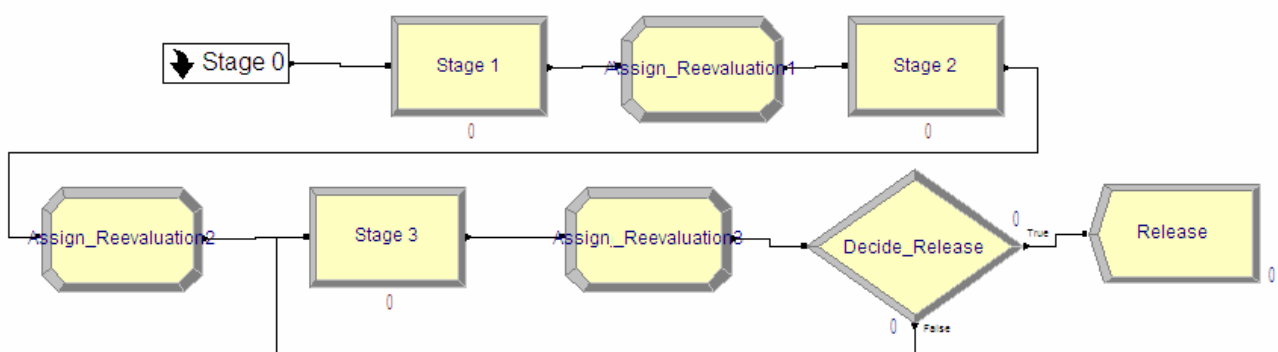 Stage 0
Stage 1
Assign_Reevaluation1
Stage 2
0
0
Assign_Reevaluation2
Stage 3
Assign_Reevaluation3
Decide_Release
0
True
Release
0
0
0
False